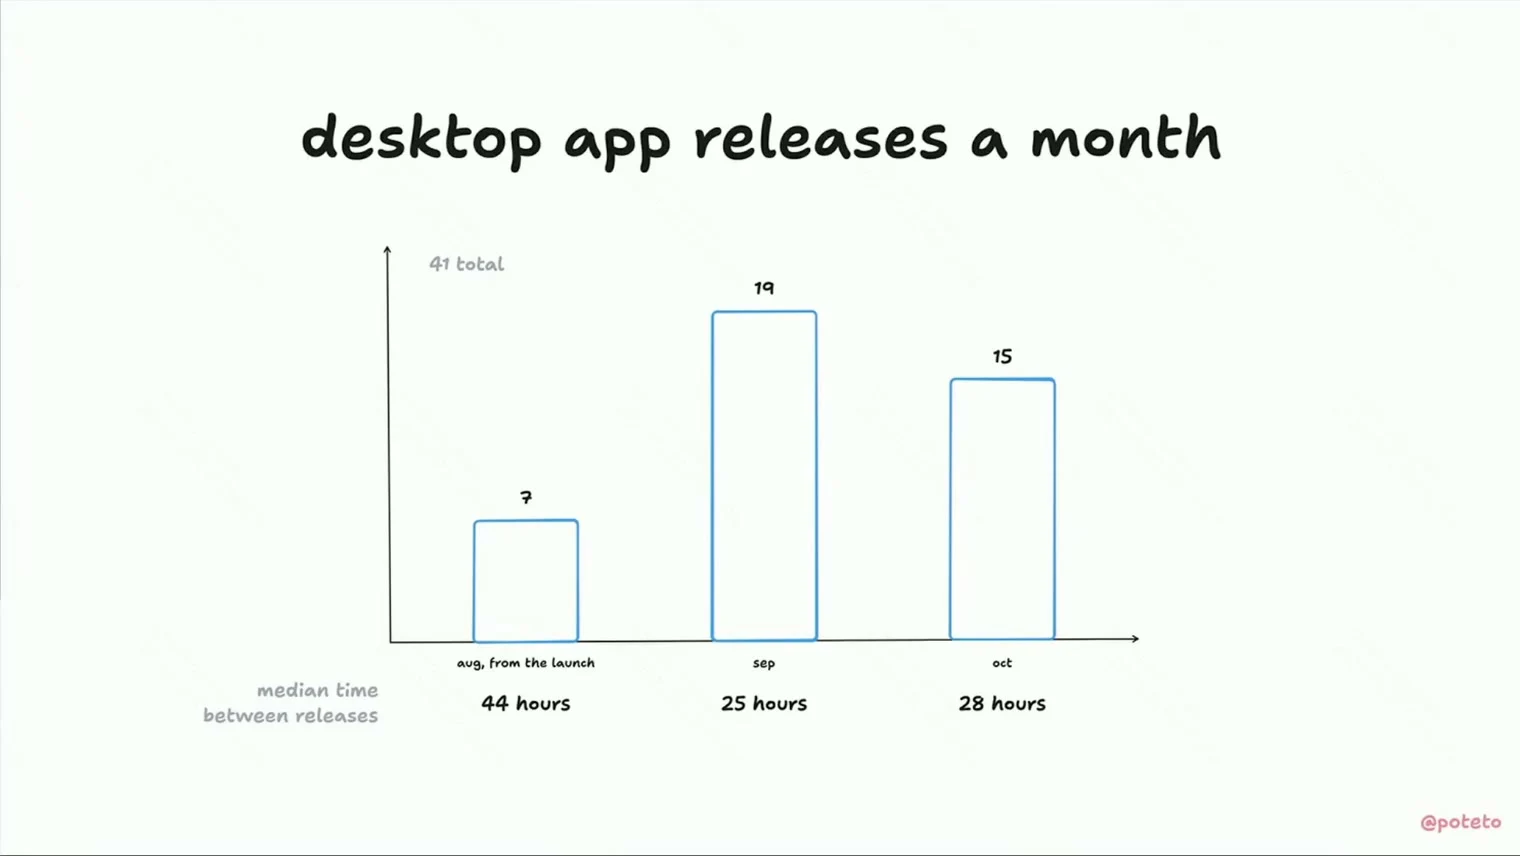 desktop app releases a month
41 total
19
15
7
aug, from the launch
sep
oct
median time
between releases
44 hours
25 hours
28 hours
@poteto